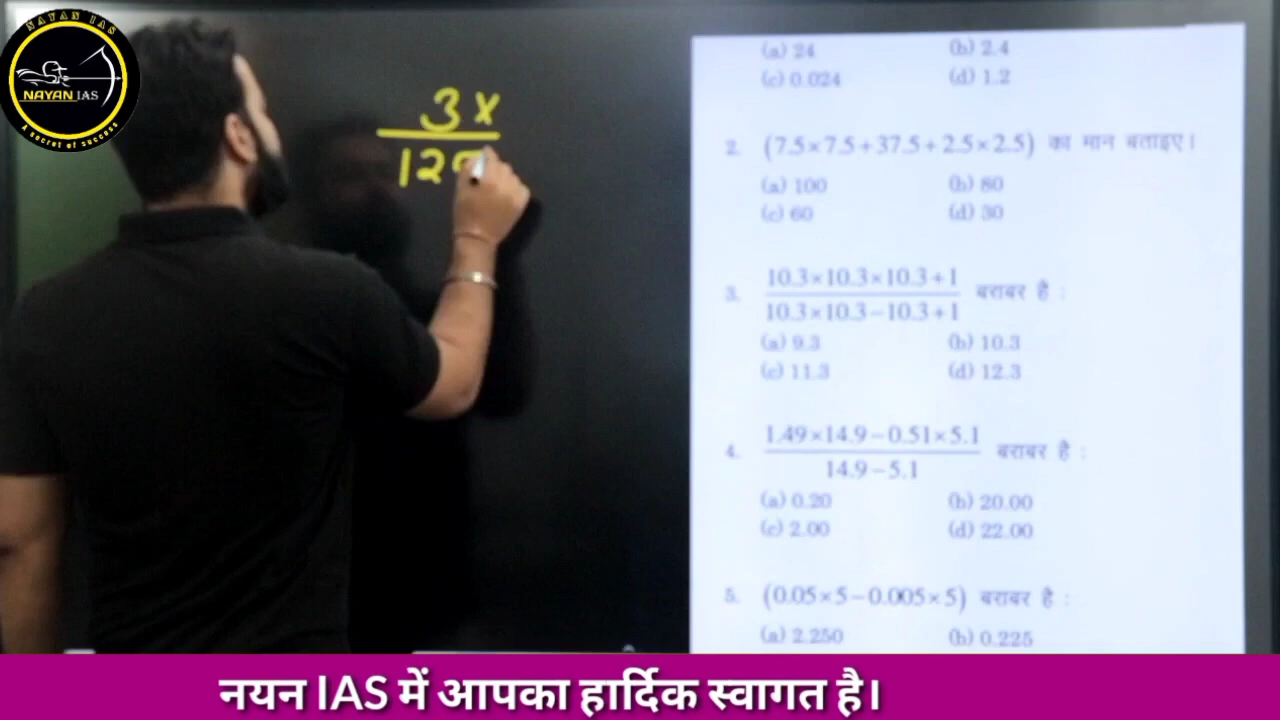 NAYAN IAS
NAYAN IAS
A secret of success
3 x
12
(a) 24 (b) 2.4
(c) 0.024 (d) 1.2
2. (7.5×7.5+37.5+2.5×2.5) का मान बताइए।
(a) 100 (b) 80
(c) 60 (d) 30
3. 10.3×10.3×10.3+1 बराबर है :
10.3×10.3−10.3+1
(a) 9.3 (b) 10.3
(c) 11.3 (d) 12.3
4. 1.49×14.9−0.51×5.1 बराबर है :
14.9−5.1
(a) 0.20 (b) 20.00
(c) 2.00 (d) 22.00
5. (0.05×5−0.005×5) बराबर है :
(a) 2.250 (b) 0.225
नयन IAS में आपका हार्दिक स्वागत है।